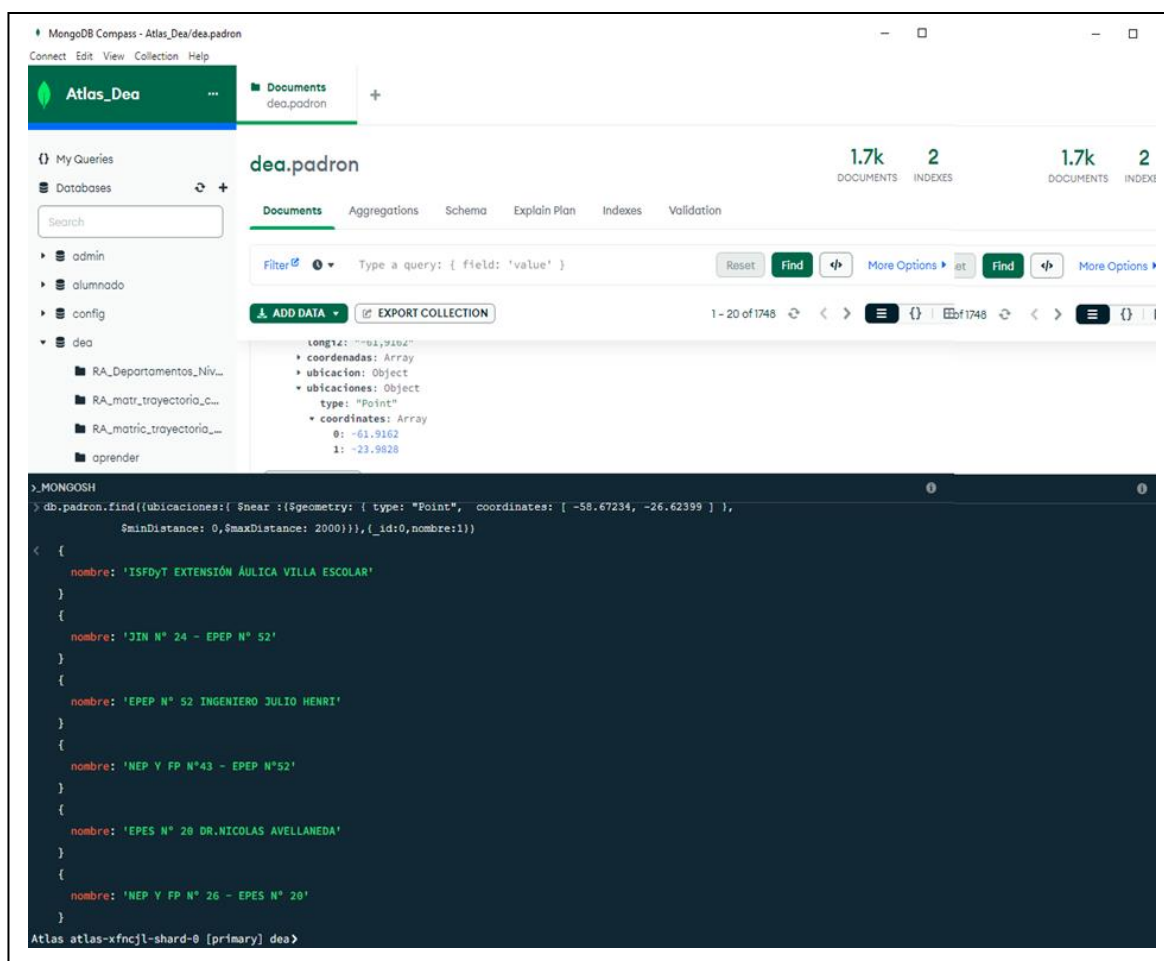 MongoDB Compass - Atlas_Dea/dea.padron
Connect Edit View Collection Help
Atlas_Dea ...
Documents
dea.padron
+
{} My Queries
Databases
Search
admin
alumnado
config
dea
RA_Departamentos_Niv...
RA_matr_trayectoria_c...
RA_matric_trayectoria_...
aprender
dea.padron
1.7k 2 1.7k 2
DOCUMENTS INDEXES DOCUMENTS INDEXE
Documents Aggregations Schema Explain Plan Indexes Validation
Filter Type a query: { field: 'value' } Reset Find </> More Options et Find </> More Options
ADD DATA EXPORT COLLECTION 1 - 20 of 1748 {} of 1748 {}
longi2: "-61,9162"
coordenadas: Array
ubicacion: Object
ubicaciones: Object
type: "Point"
coordinates: Array
0: -61.9162
1: -23.9828
>_MONGOSH
> db.padron.find({ubicaciones:{ $near :{$geometry: { type: "Point", coordinates: [ -58.67234, -26.62399 ] },
$minDistance: 0,$maxDistance: 2000}}},{_id:0,nombre:1})
< {
nombre: 'ISFDyT EXTENSIÓN ÁULICA VILLA ESCOLAR'
}
{
nombre: 'JIN N° 24 - EPEP N° 52'
}
{
nombre: 'EPEP N° 52 INGENIERO JULIO HENRI'
}
{
nombre: 'NEP Y FP N°43 - EPEP N°52'
}
{
nombre: 'EPES N° 20 DR.NICOLAS AVELLANEDA'
}
{
nombre: 'NEP Y FP N° 26 - EPES N° 20'
}
Atlas atlas-xfncjl-shard-0 [primary] dea>